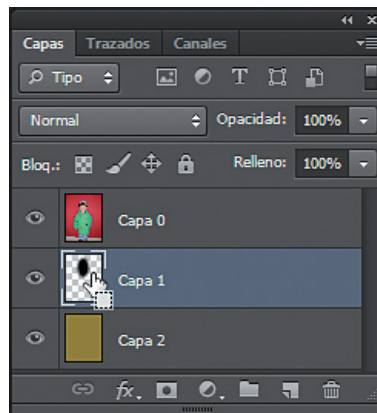 Capas Trazados Canales
Tipo T
Normal Opacidad: 100%
Bloq.: Relleno: 100%
Capa 0
Capa 1
Capa 2
fx.